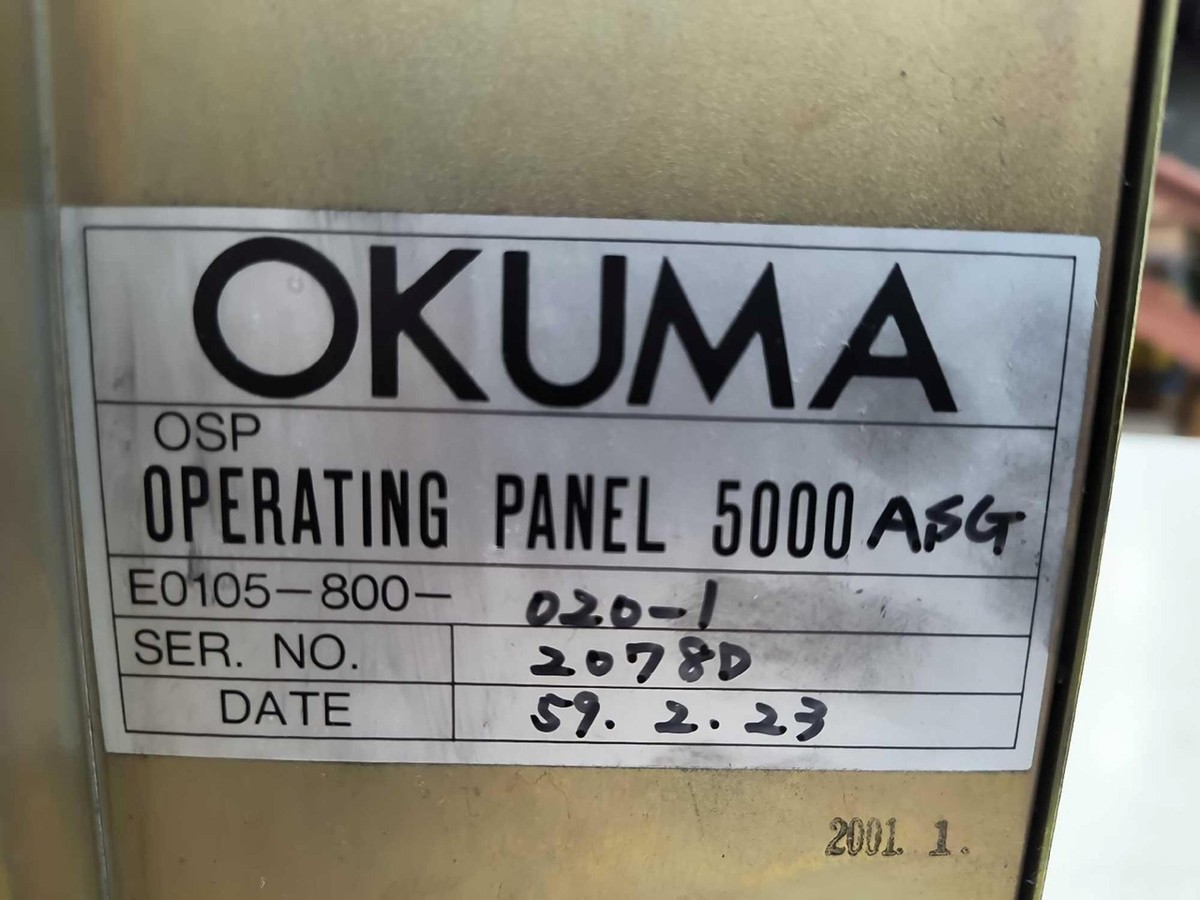 OKUMA
OSP
OPERATING PANEL 5000 ASG
E0105-800- 020-1
SER. NO. 2078D
DATE 59. 2. 23
2001. 1.